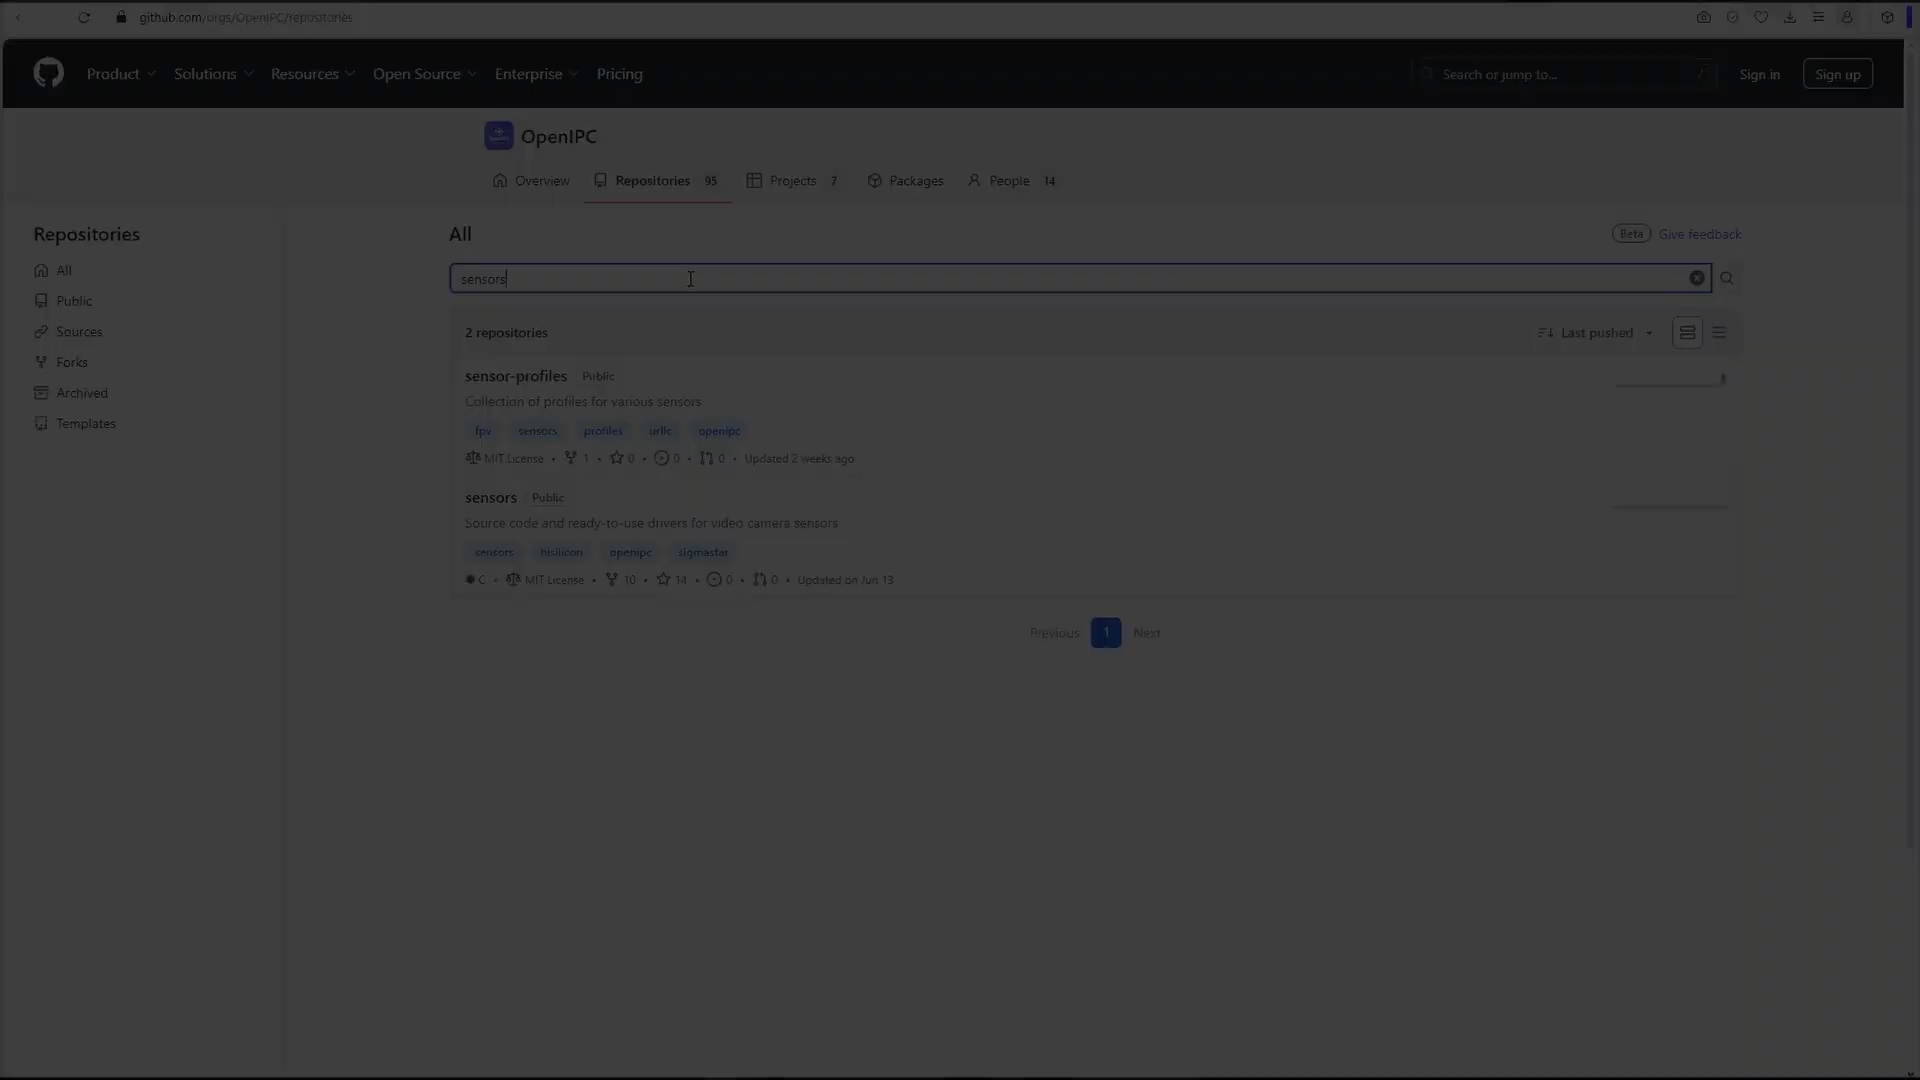 github.com/orgs/OpenIPC/repositories
Product Solutions Resources Open Source Enterprise Pricing
Search or jump to... /
Sign in
Sign up
OpenIPC
Overview Repositories 95 Projects 7 Packages People 14
Repositories
All
Public
Sources
Forks
Archived
Templates
All
Beta Give feedback
sensors
2 repositories
Last pushed
sensor-profiles Public
Collection of profiles for various sensors
fpv sensors profiles urllc openipc
MIT License • 1 • 0 • 0 • 0 • Updated 2 weeks ago
sensors Public
Source code and ready-to-use drivers for video camera sensors
sensors hisilicon openipc sigmastar
C • MIT License • 10 • 14 • 0 • 0 • Updated on Jun 13
Previous 1 Next